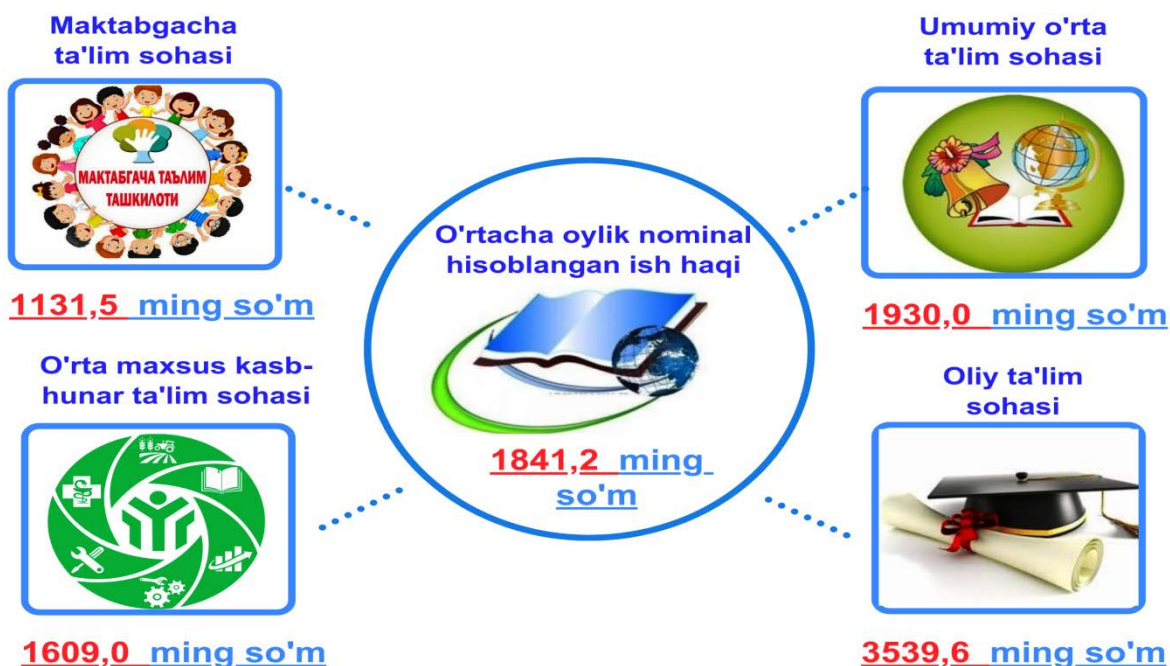 Maktabgacha
ta'lim sohasi
МАКТАБГАЧА ТАЪЛИМ
ТАШКИЛОТИ
1131,5 ming so'm
Umumiy o'rta
ta'lim sohasi
1930,0 ming so'm
O'rtacha oylik nominal
hisoblangan ish haqi
1841,2 ming
so'm
O'rta maxsus kasb-
hunar ta'lim sohasi
1609,0 ming so'm
Oliy ta'lim
sohasi
3539,6 ming so'm